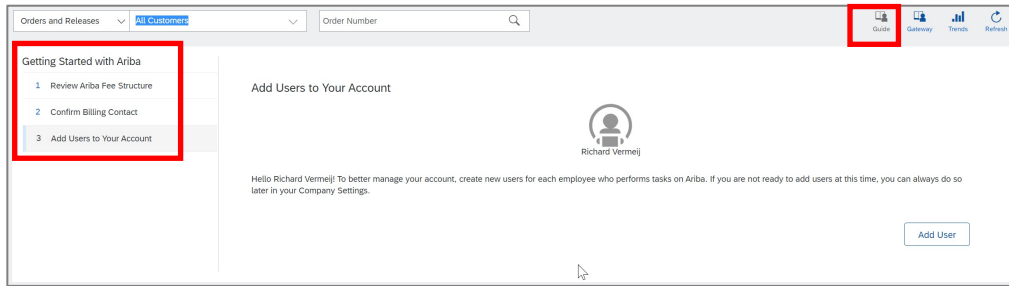 Orders and Releases All Customers Order Number
Guide Gateway Trends Refresh
Getting Started with Ariba
1 Review Ariba Fee Structure
2 Confirm Billing Contact
3 Add Users to Your Account
Add Users to Your Account
Richard Vermeij
Hello Richard Vermeij! To better manage your account, create new users for each employee who performs tasks on Ariba. If you are not ready to add users at this time, you can always do so
later in your Company Settings.
Add User